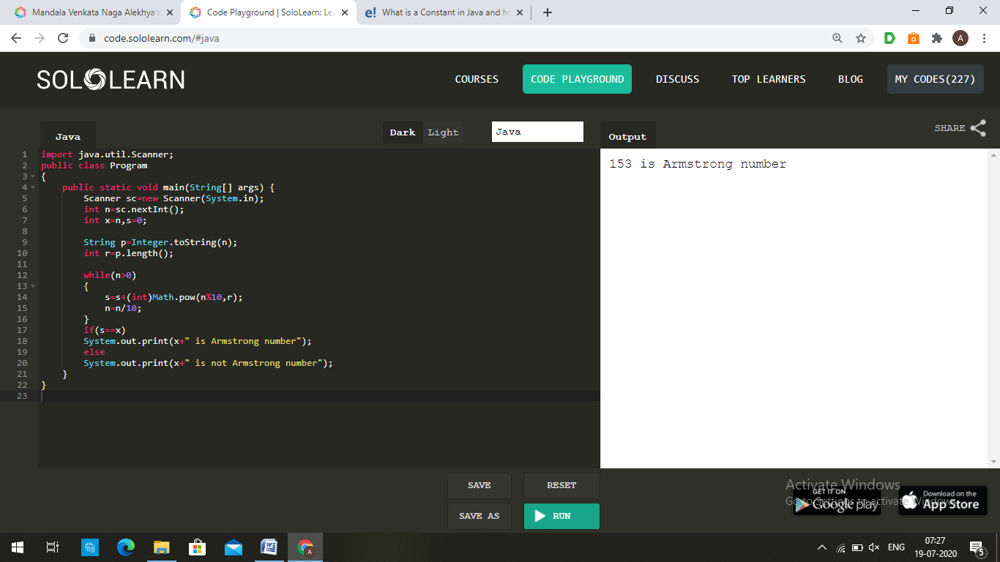 Mandala Venkata Naga Alekhya's
Code Playground | SoloLearn: Lea
What is a Constant in Java and ho
code.sololearn.com/#java
A
SOLOLEARN
COURSES
CODE PLAYGROUND
DISCUSS
TOP LEARNERS
BLOG
MY CODES(227)
Java
Dark
Light
Java
Output
SHARE
1 import java.util.Scanner;
2 public class Program
3 {
4 public static void main(String[] args) {
5 Scanner sc=new Scanner(System.in);
6 int n=sc.nextInt();
7 int x=n,s=0;
8
9 String p=Integer.toString(n);
10 int r=p.length();
11
12 while(n>0)
13 {
14 s=s+(int)Math.pow(n%10,r);
15 n=n/10;
16 }
17 if(s==x)
18 System.out.print(x+" is Armstrong number");
19 else
20 System.out.print(x+" is not Armstrong number");
21 }
22 }
23
153 is Armstrong number
SAVE
RESET
SAVE AS
RUN
Activate Windows
Go to Settings to activate Windows.
GET IT ON
Google play
Download on the
App Store
ENG
07:27
19-07-2020
5